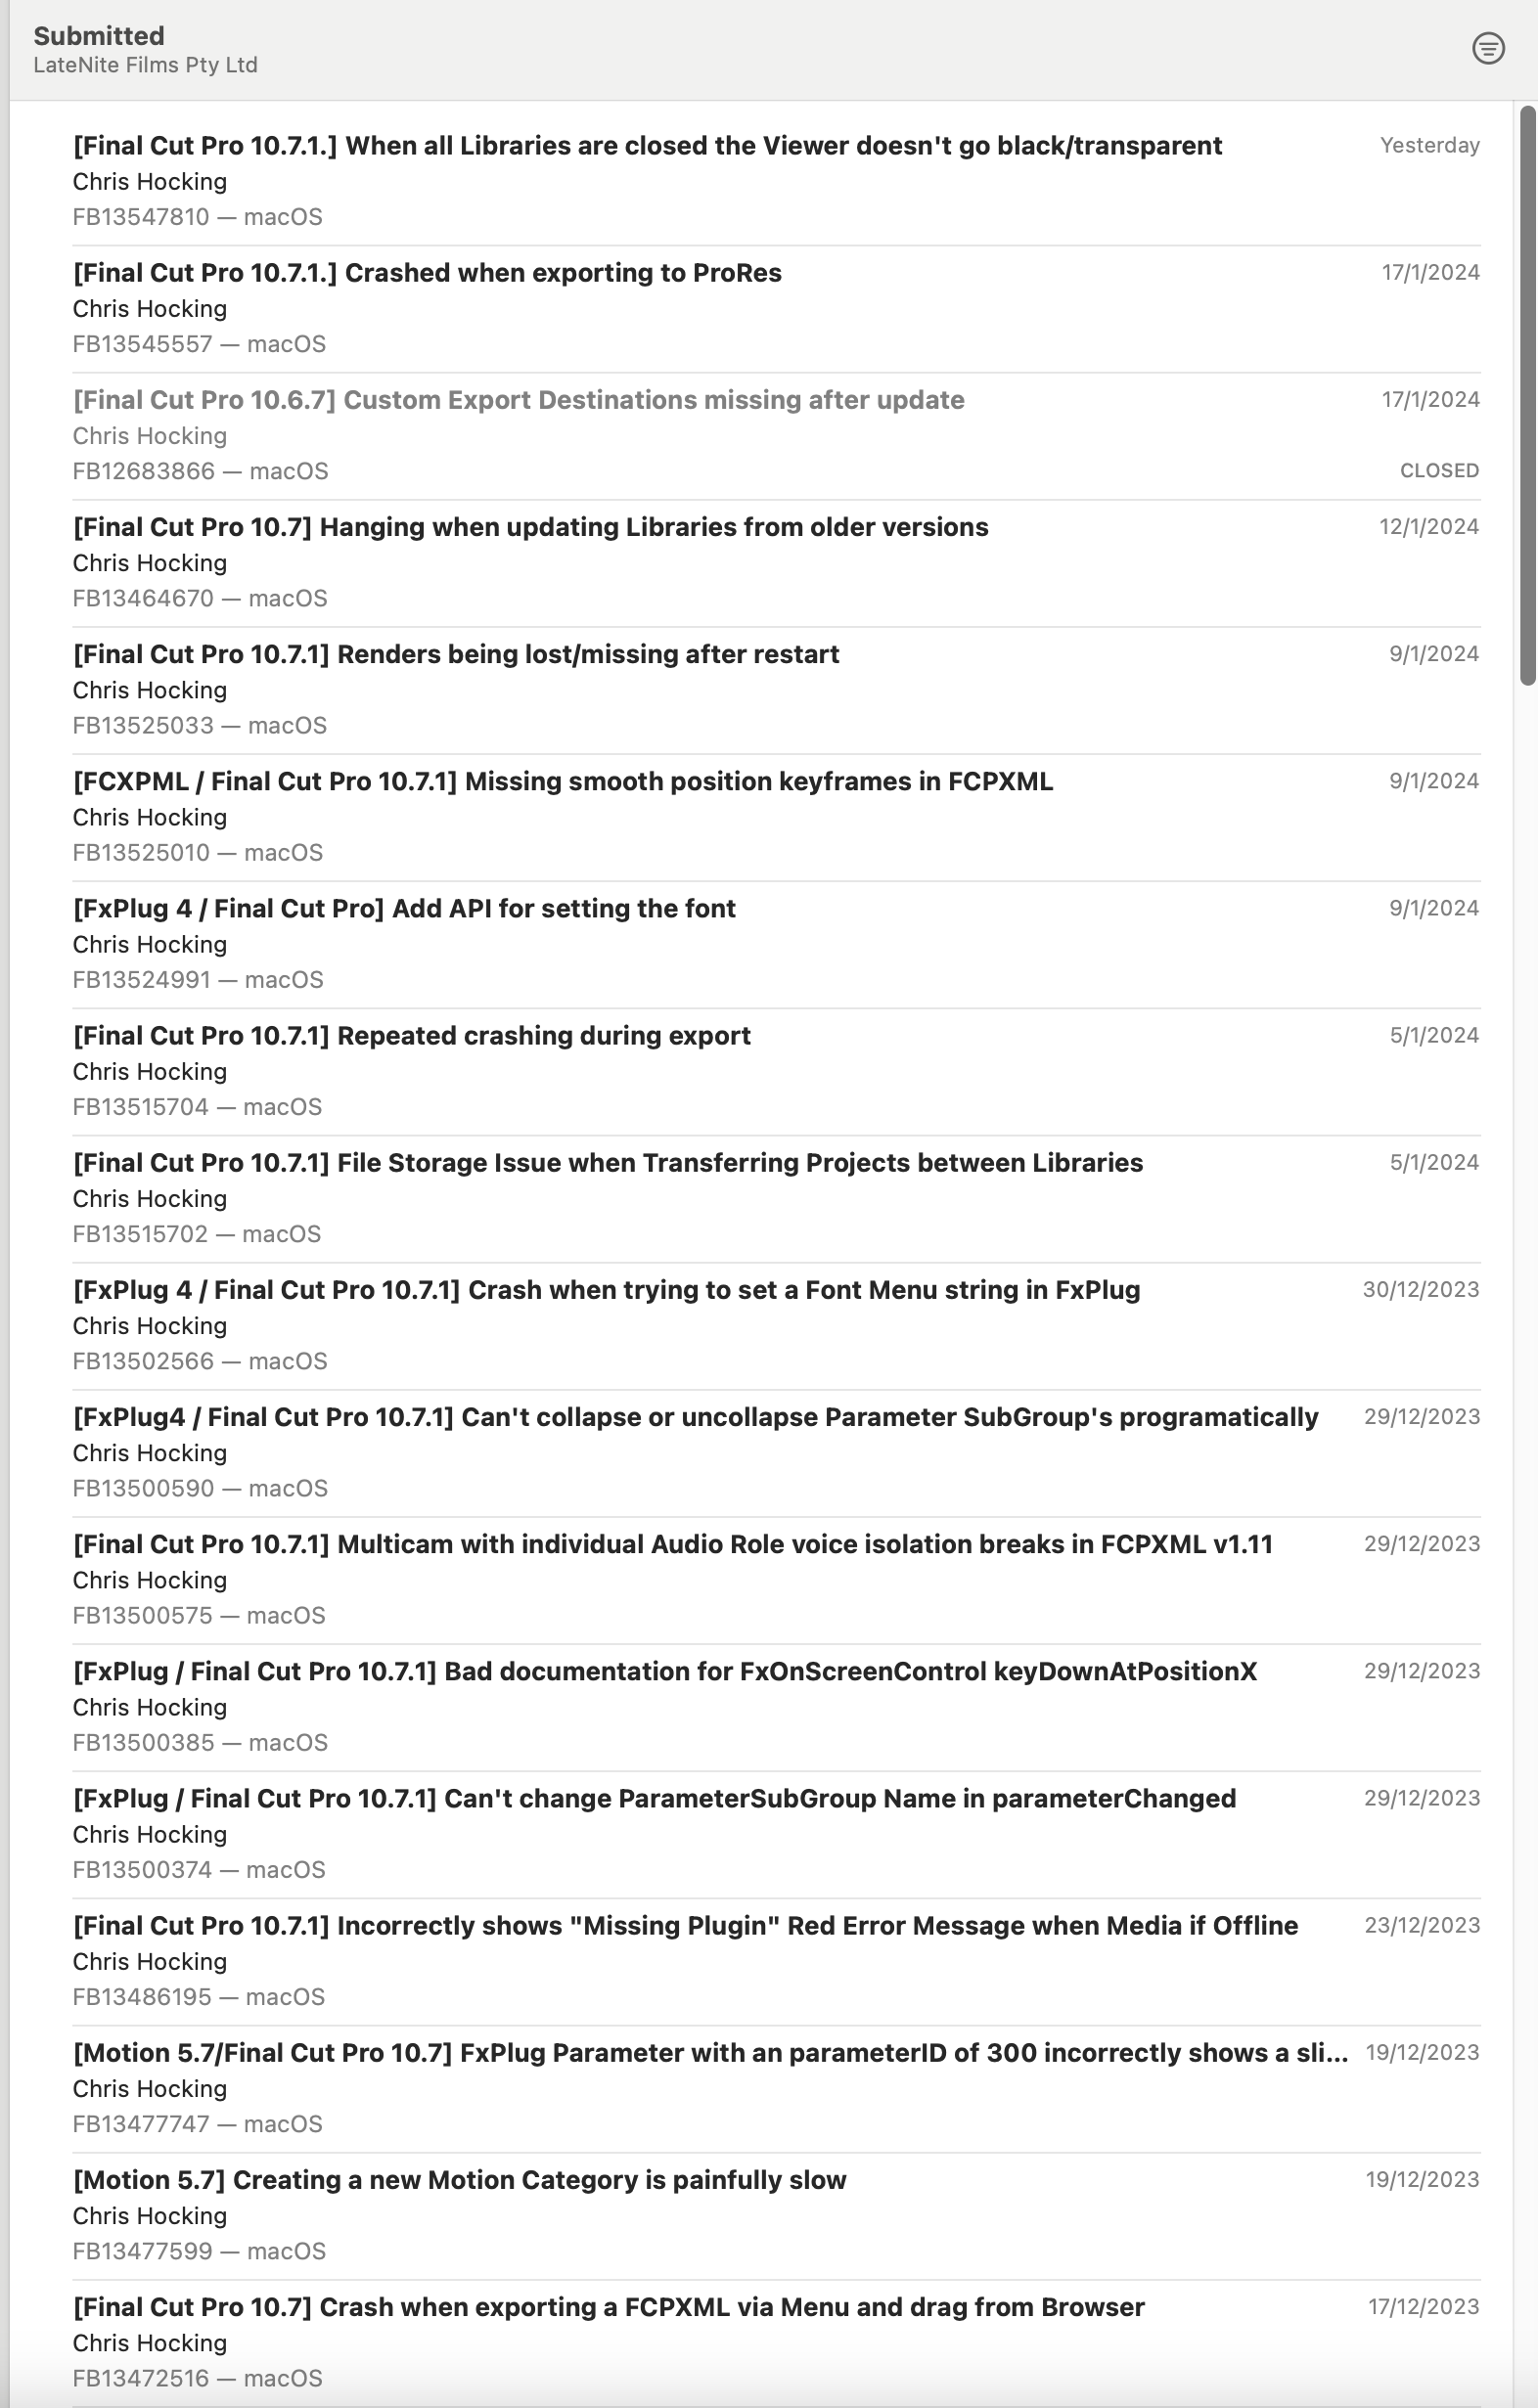 Submitted
LateNite Films Pty Ltd
[Final Cut Pro 10.7.1.] When all Libraries are closed the Viewer doesn't go black/transparent Yesterday
Chris Hocking
FB13547810 — macOS
[Final Cut Pro 10.7.1.] Crashed when exporting to ProRes 17/1/2024
Chris Hocking
FB13545557 — macOS
[Final Cut Pro 10.6.7] Custom Export Destinations missing after update 17/1/2024
Chris Hocking
FB12683866 — macOS CLOSED
[Final Cut Pro 10.7] Hanging when updating Libraries from older versions 12/1/2024
Chris Hocking
FB13464670 — macOS
[Final Cut Pro 10.7.1] Renders being lost/missing after restart 9/1/2024
Chris Hocking
FB13525033 — macOS
[FCXPML / Final Cut Pro 10.7.1] Missing smooth position keyframes in FCPXML 9/1/2024
Chris Hocking
FB13525010 — macOS
[FxPlug 4 / Final Cut Pro] Add API for setting the font 9/1/2024
Chris Hocking
FB13524991 — macOS
[Final Cut Pro 10.7.1] Repeated crashing during export 5/1/2024
Chris Hocking
FB13515704 — macOS
[Final Cut Pro 10.7.1] File Storage Issue when Transferring Projects between Libraries 5/1/2024
Chris Hocking
FB13515702 — macOS
[FxPlug 4 / Final Cut Pro 10.7.1] Crash when trying to set a Font Menu string in FxPlug 30/12/2023
Chris Hocking
FB13502566 — macOS
[FxPlug4 / Final Cut Pro 10.7.1] Can't collapse or uncollapse Parameter SubGroup's programatically 29/12/2023
Chris Hocking
FB13500590 — macOS
[Final Cut Pro 10.7.1] Multicam with individual Audio Role voice isolation breaks in FCPXML v1.11 29/12/2023
Chris Hocking
FB13500575 — macOS
[FxPlug / Final Cut Pro 10.7.1] Bad documentation for FxOnScreenControl keyDownAtPositionX 29/12/2023
Chris Hocking
FB13500385 — macOS
[FxPlug / Final Cut Pro 10.7.1] Can't change ParameterSubGroup Name in parameterChanged 29/12/2023
Chris Hocking
FB13500374 — macOS
[Final Cut Pro 10.7.1] Incorrectly shows "Missing Plugin" Red Error Message when Media if Offline 23/12/2023
Chris Hocking
FB13486195 — macOS
[Motion 5.7/Final Cut Pro 10.7] FxPlug Parameter with an parameterID of 300 incorrectly shows a sli... 19/12/2023
Chris Hocking
FB13477747 — macOS
[Motion 5.7] Creating a new Motion Category is painfully slow 19/12/2023
Chris Hocking
FB13477599 — macOS
[Final Cut Pro 10.7] Crash when exporting a FCPXML via Menu and drag from Browser 17/12/2023
Chris Hocking
FB13472516 — macOS